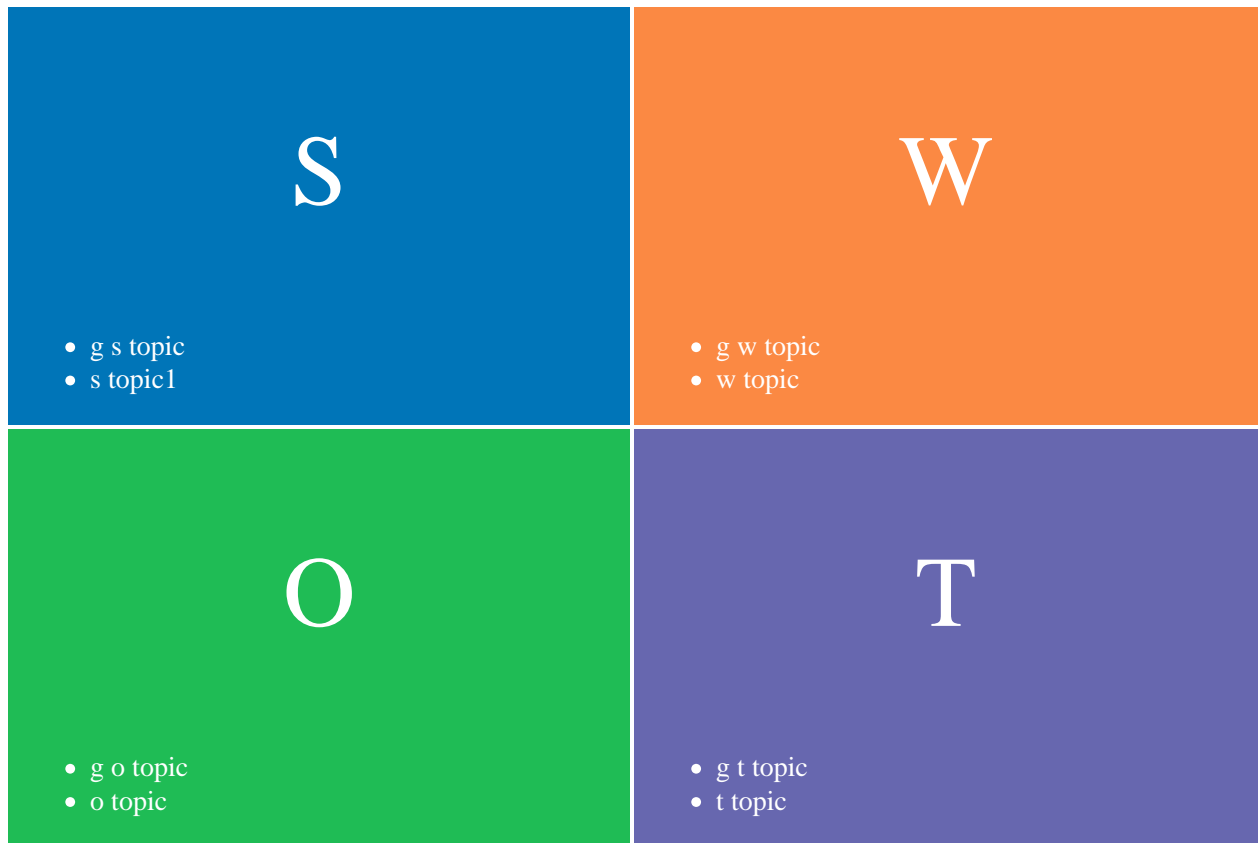 S
• g s topic
• s topic1
W
• g w topic
• w topic
O
• g o topic
• o topic
T
• g t topic
• t topic